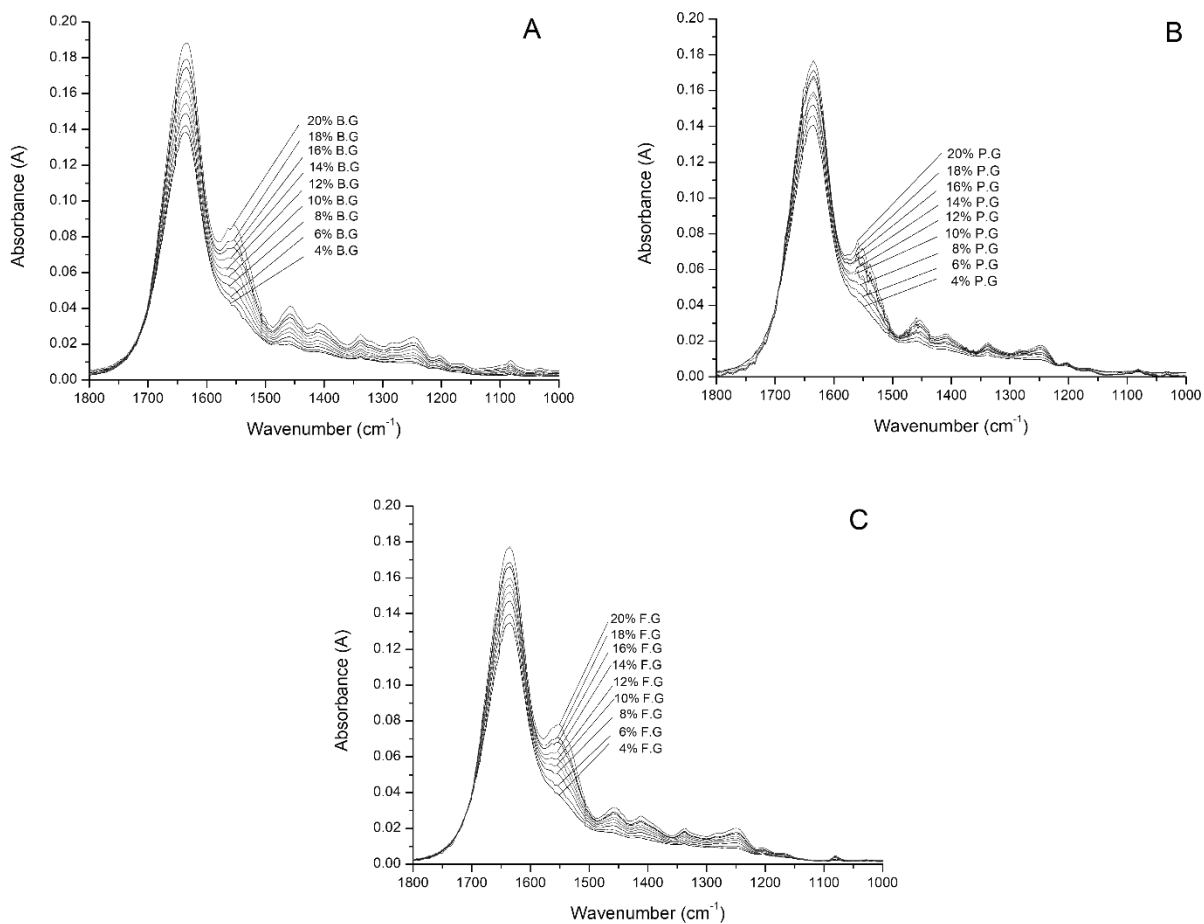 A
0.20
0.18
0.16
0.14
0.12
0.10
0.08
0.06
0.04
0.02
0.00
Absorbance (A)
20% B.G
18% B.G
16% B.G
14% B.G
12% B.G
10% B.G
8% B.G
6% B.G
4% B.G
1800 1700 1600 1500 1400 1300 1200 1100 1000
Wavenumber (cm-1)
B
0.20
0.18
0.16
0.14
0.12
0.10
0.08
0.06
0.04
0.02
0.00
Absorbance (A)
20% P.G
18% P.G
16% P.G
14% P.G
12% P.G
10% P.G
8% P.G
6% P.G
4% P.G
1800 1700 1600 1500 1400 1300 1200 1100 1000
Wavenumber (cm-1)
C
0.20
0.18
0.16
0.14
0.12
0.10
0.08
0.06
0.04
0.02
0.00
Absorbance (A)
20% F.G
18% F.G
16% F.G
14% F.G
12% F.G
10% F.G
8% F.G
6% F.G
4% F.G
1800 1700 1600 1500 1400 1300 1200 1100 1000
Wavenumber (cm-1)